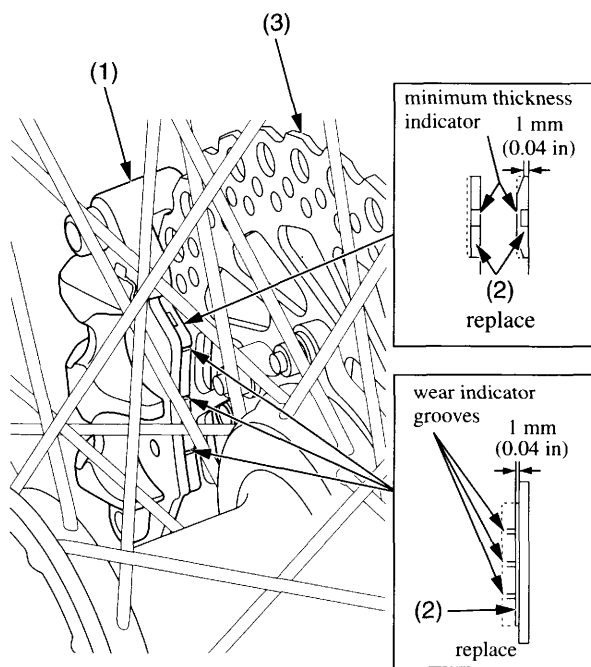 (1)
(3)
minimum thickness
indicator
1 mm
(0.04 in)
(2)
replace
wear indicator
grooves
1 mm
(0.04 in)
(2)
replace